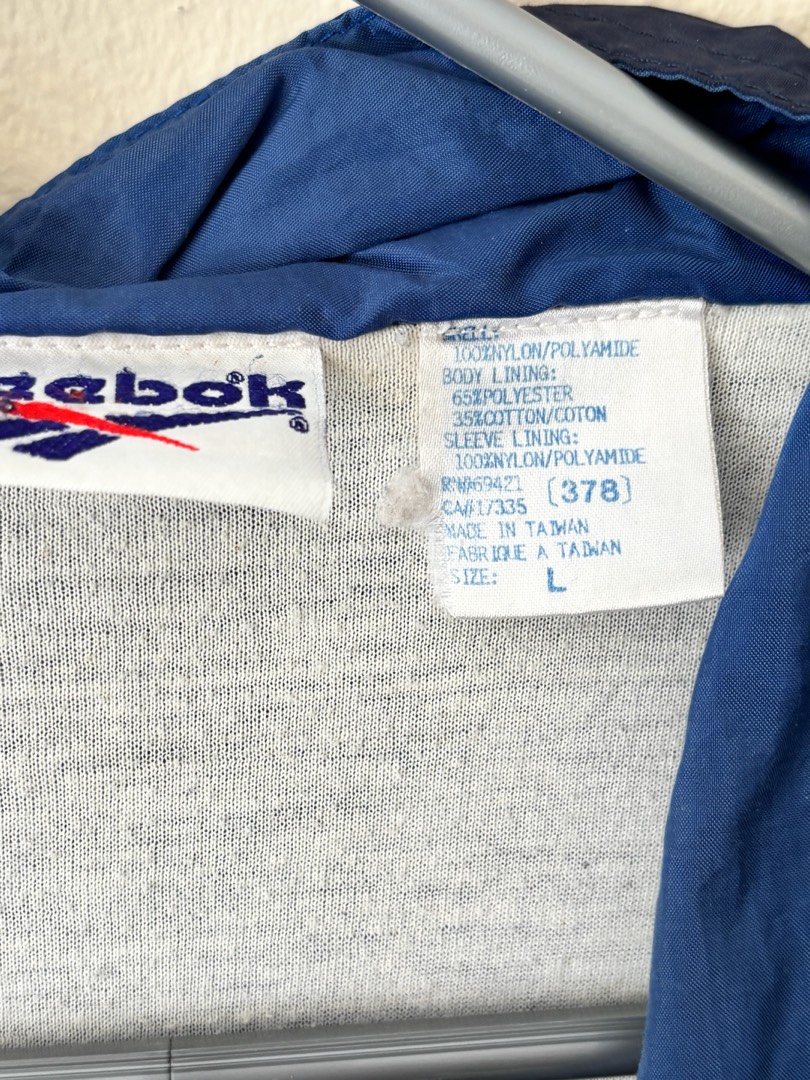 Reebok®
®
SHELL:
100%NYLON/POLYAMIDE
BODY LINING:
65%POLYESTER
35%COTTON/COTON
SLEEVE LINING:
100%NYLON/POLYAMIDE
RN#69421 [378]
CA#17335
MADE IN TAIWAN
FABRIQUE A TAIWAN
SIZE: L